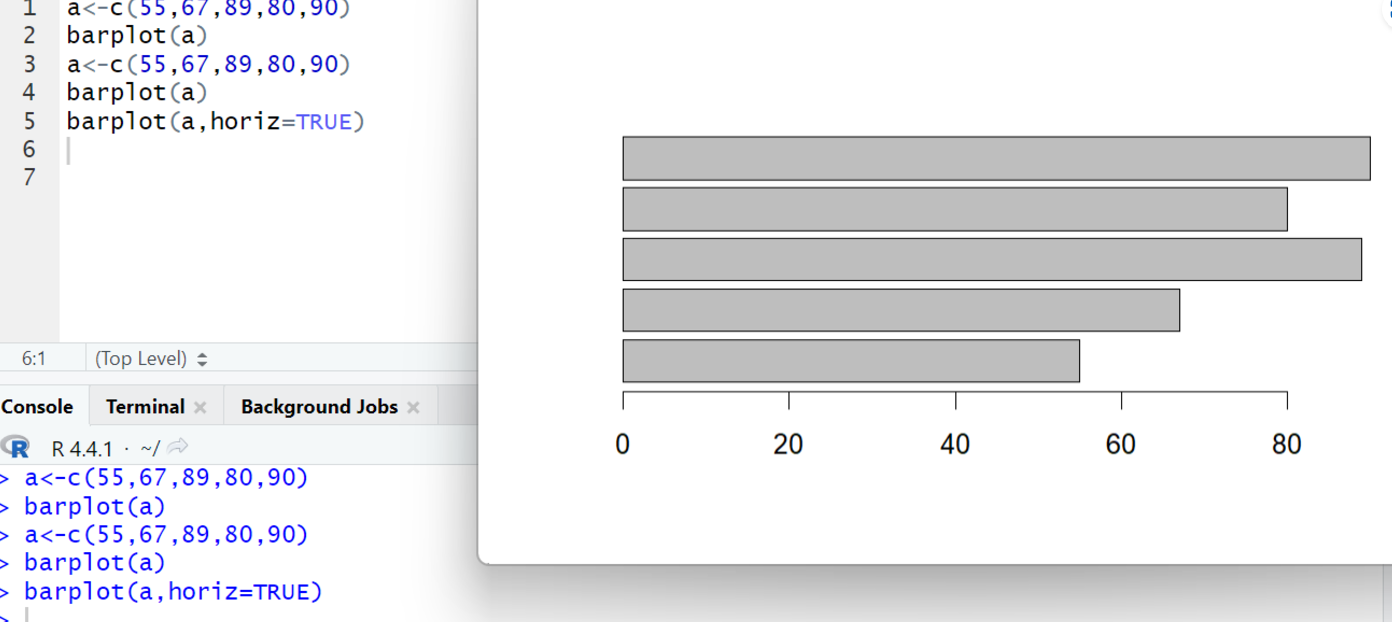 1 a<-c(55,67,89,80,90)
2 barplot(a)
3 a<-c(55,67,89,80,90)
4 barplot(a)
5 barplot(a,horiz=TRUE)
6
7
6:1 (Top Level)
Console Terminal Background Jobs
R R 4.4.1 · ~/
> a<-c(55,67,89,80,90)
> barplot(a)
> a<-c(55,67,89,80,90)
> barplot(a)
> barplot(a,horiz=TRUE)
>
0 20 40 60 80